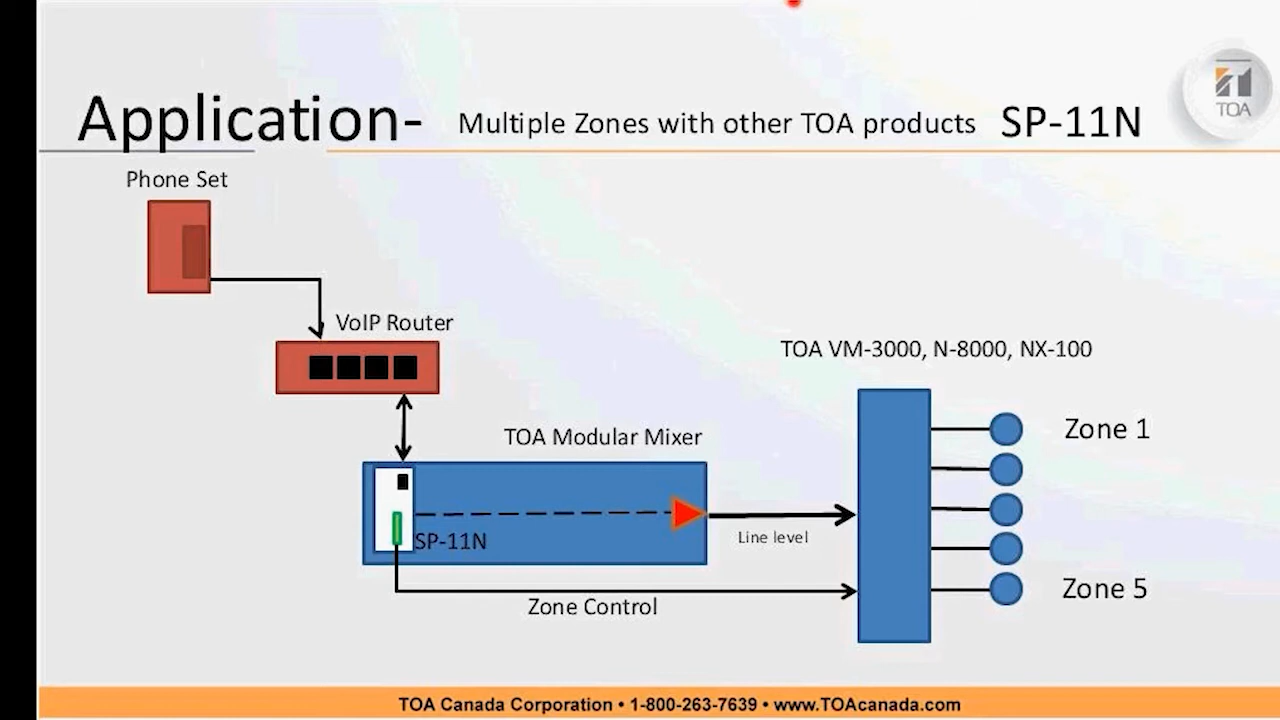 Application- Multiple Zones with other TOA products SP-11N
TOA
Phone Set
VoIP Router
TOA VM-3000, N-8000, NX-100
Zone 1
TOA Modular Mixer
Line level
SP-11N
Zone 5
Zone Control
TOA Canada Corporation • 1-800-263-7639 • www.TOAcanada.com